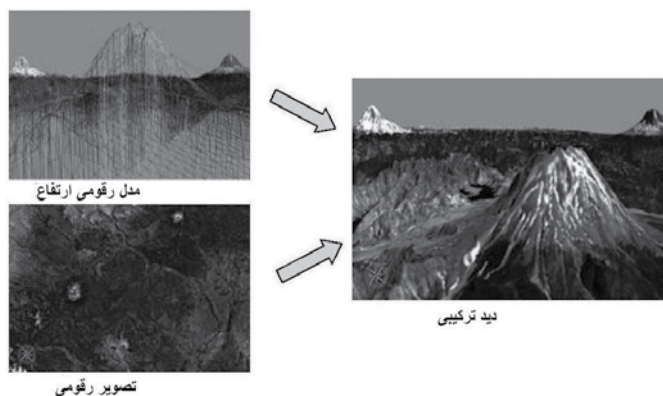 مدل رقومی ارتفاع
تصویر رقومی
دید ترکیبی